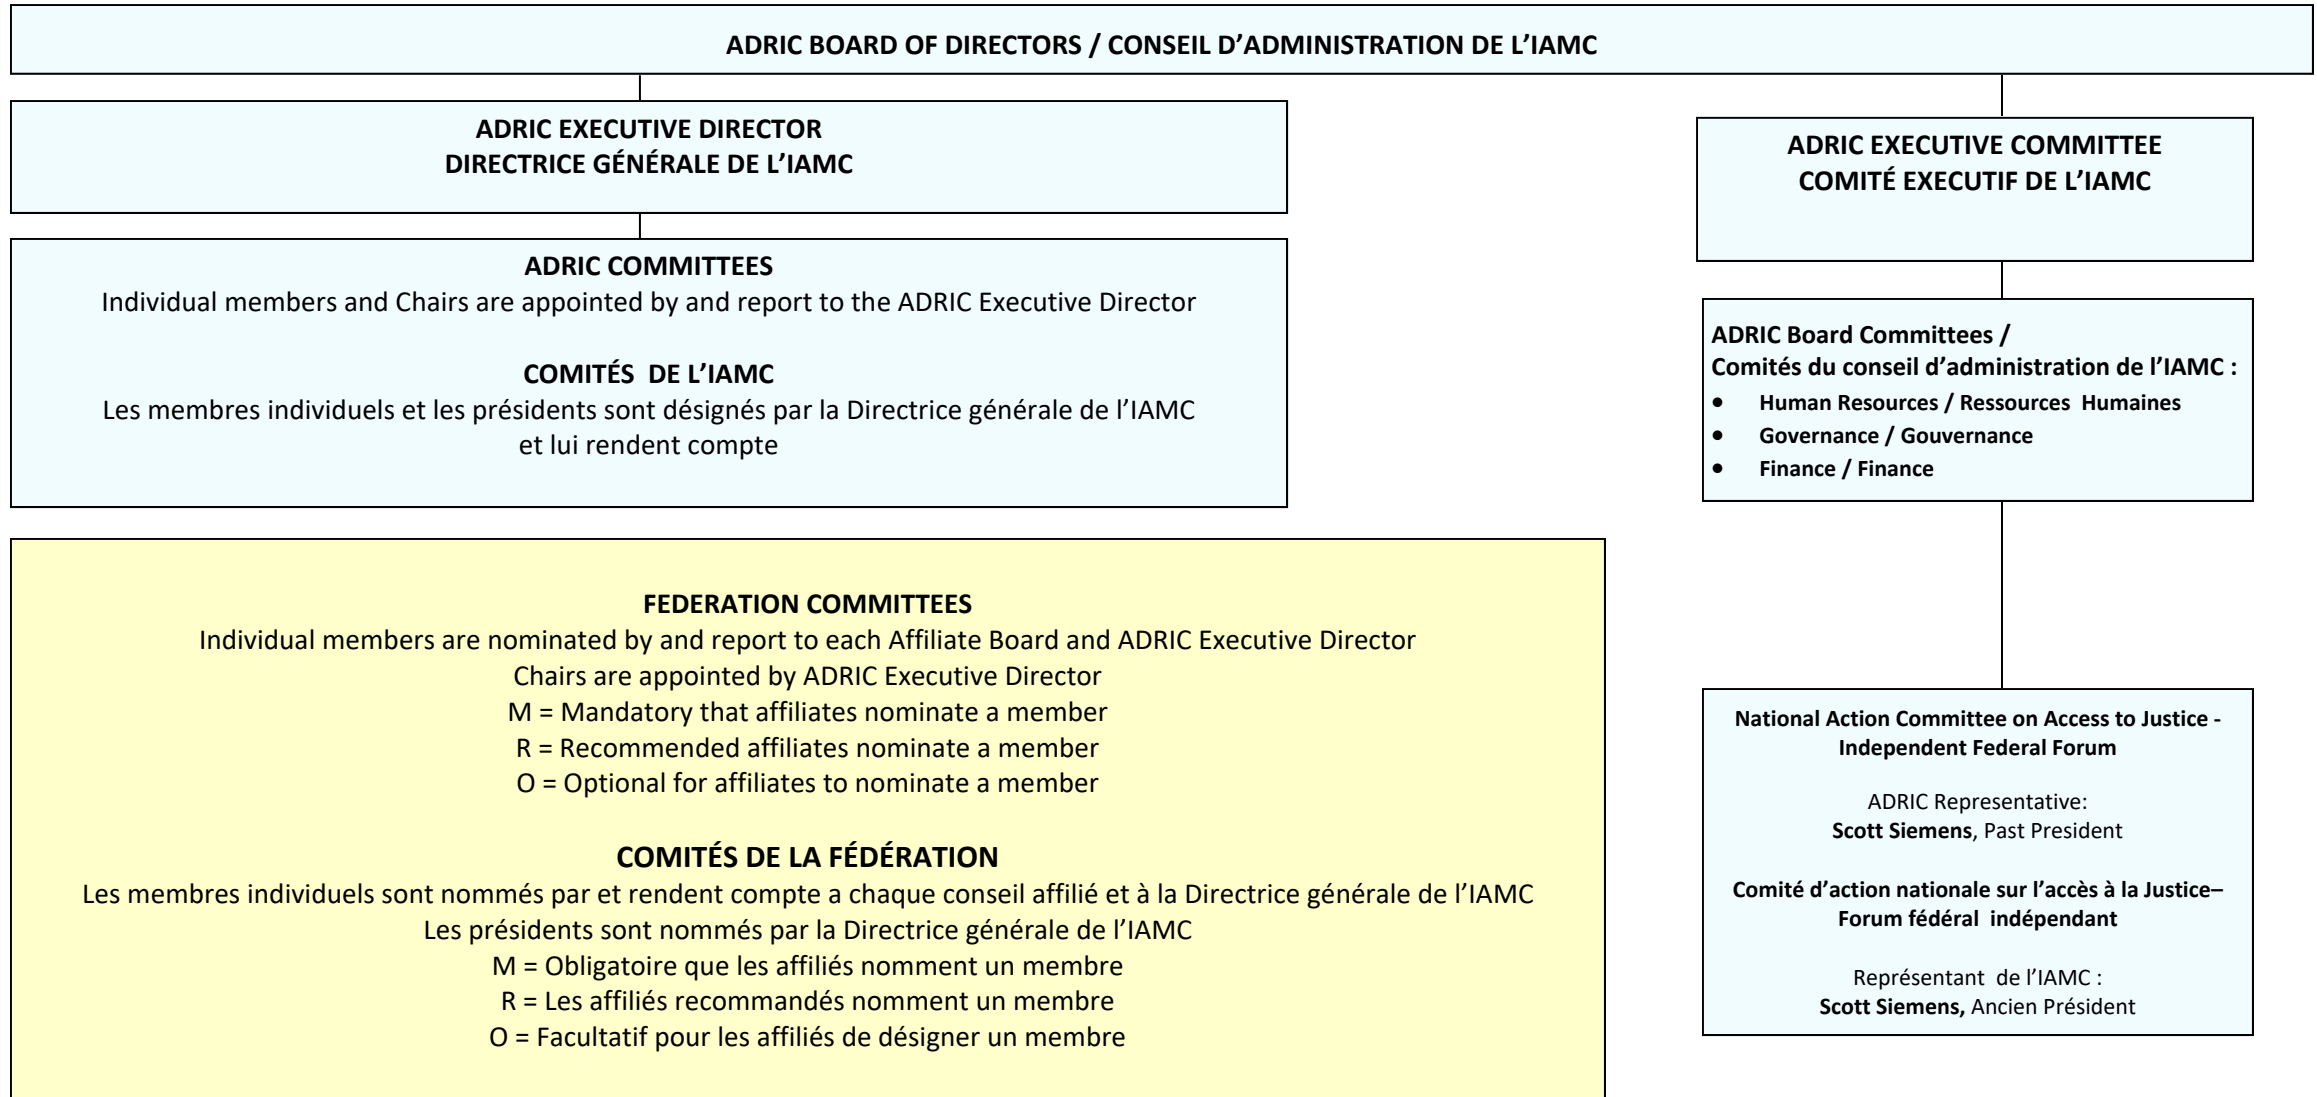 ADRIC BOARD OF DIRECTORS / CONSEIL D’ADMINISTRATION DE L’IAMC
ADRIC EXECUTIVE DIRECTOR
DIRECTRICE GÉNÉRALE DE L’IAMC
ADRIC COMMITTEES
Individual members and Chairs are appointed by and report to the ADRIC Executive Director
COMITÉS DE L’IAMC
Les membres individuels et les présidents sont désignés par la Directrice générale de l’IAMC
et lui rendent compte
FEDERATION COMMITTEES
Individual members are nominated by and report to each Affiliate Board and ADRIC Executive Director
Chairs are appointed by ADRIC Executive Director
M = Mandatory that affiliates nominate a member
R = Recommended affiliates nominate a member
O = Optional for affiliates to nominate a member
COMITÉS DE LA FÉDÉRATION
Les membres individuels sont nommés par et rendent compte a chaque conseil affilié et à la Directrice générale de l’IAMC
Les présidents sont nommés par la Directrice générale de l’IAMC
M = Obligatoire que les affiliés nomment un membre
R = Les affiliés recommandés nomment un membre
O = Facultatif pour les affiliés de désigner un membre
ADRIC EXECUTIVE COMMITTEE
COMITÉ EXECUTIF DE L’IAMC
ADRIC Board Committees /
Comités du conseil d’administration de l’IAMC :
• Human Resources / Ressources Humaines
• Governance / Gouvernance
• Finance / Finance
National Action Committee on Access to Justice -
Independent Federal Forum
ADRIC Representative:
Scott Siemens, Past President
Comité d’action nationale sur l’accès à la Justice–
Forum fédéral indépendant
Représentant de l’IAMC :
Scott Siemens, Ancien Président